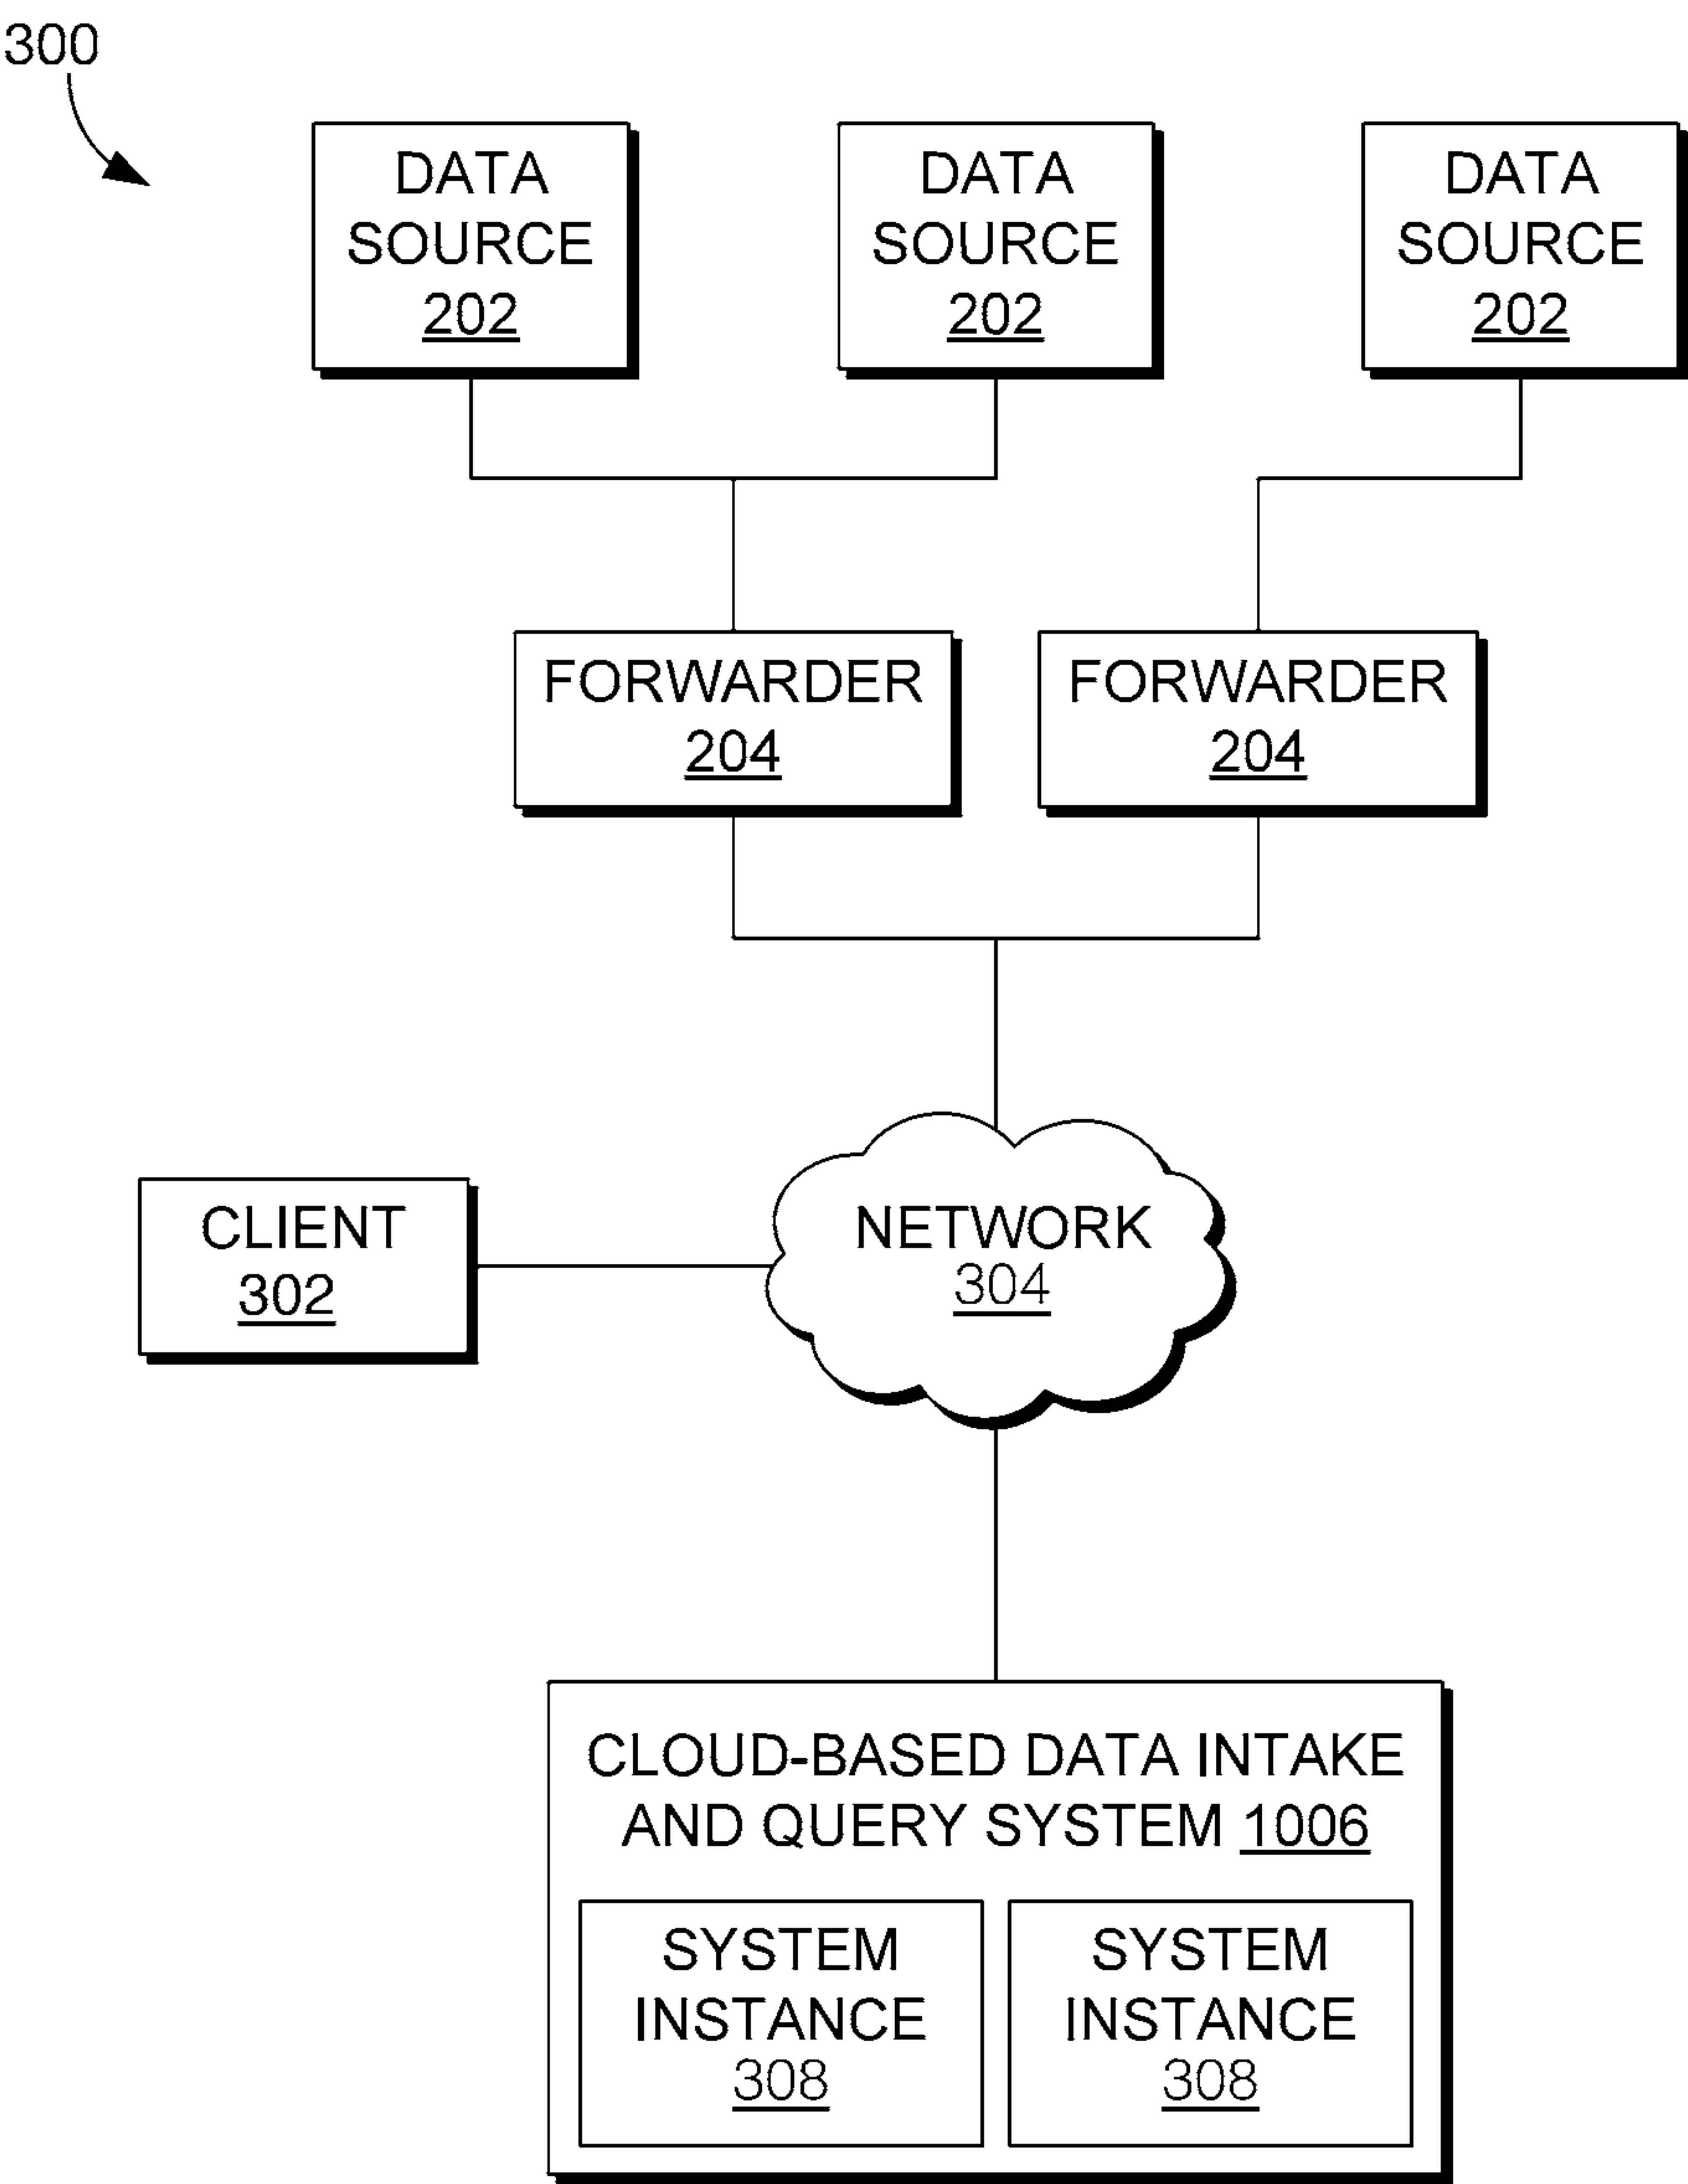 300
DATA
SOURCE
202
DATA
SOURCE
202
DATA
SOURCE
202
FORWARDER
204
FORWARDER
204
CLIENT
302
NETWORK
304
CLOUD-BASED DATA INTAKE
AND QUERY SYSTEM 1006
SYSTEM
INSTANCE
308
SYSTEM
INSTANCE
308